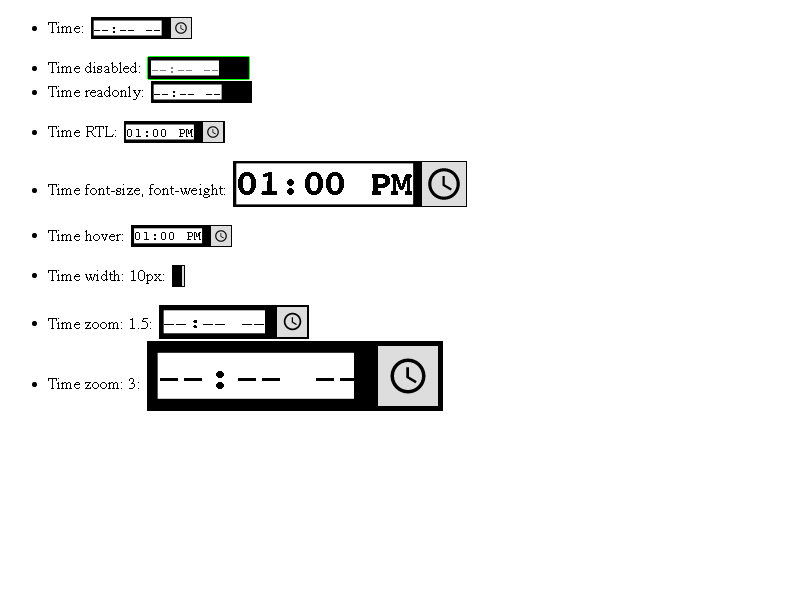 Time: --:-- --
Time disabled: --:-- --
Time readonly: --:-- --
Time RTL: 01:00 PM
Time font-size, font-weight: 01:00 PM
Time hover: 01:00 PM
Time width: 10px:
Time zoom: 1.5: --:-- --
Time zoom: 3: --:-- --